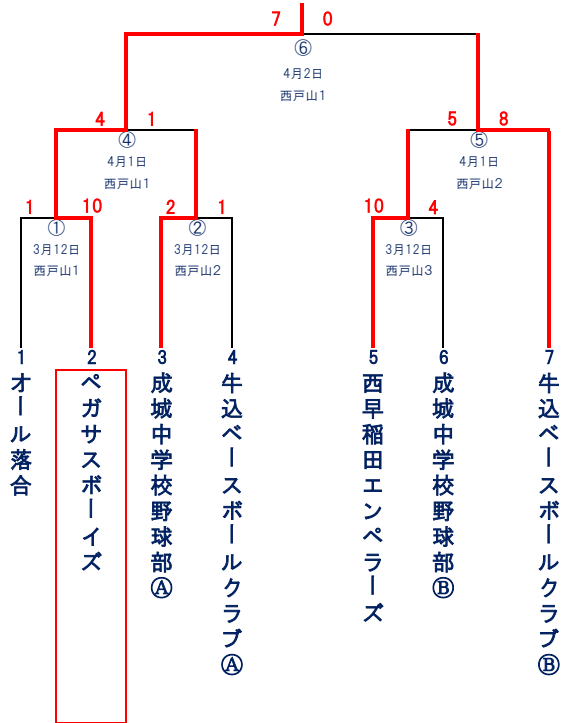 7 0
⑥
4月2日
西戸山1
4 1
④
4月1日
西戸山1
5 8
⑤
4月1日
西戸山2
1 10
①
3月12日
西戸山1
2 1
②
3月12日
西戸山2
10 4
③
3月12日
西戸山3
1
オール落合
2
ペガサスボーイズ
3
成城中学校野球部Ⓐ
4
牛込ベースボールクラブⒶ
5
西早稲田エンペラーズ
6
成城中学校野球部Ⓑ
7
牛込ベースボールクラブⒷ